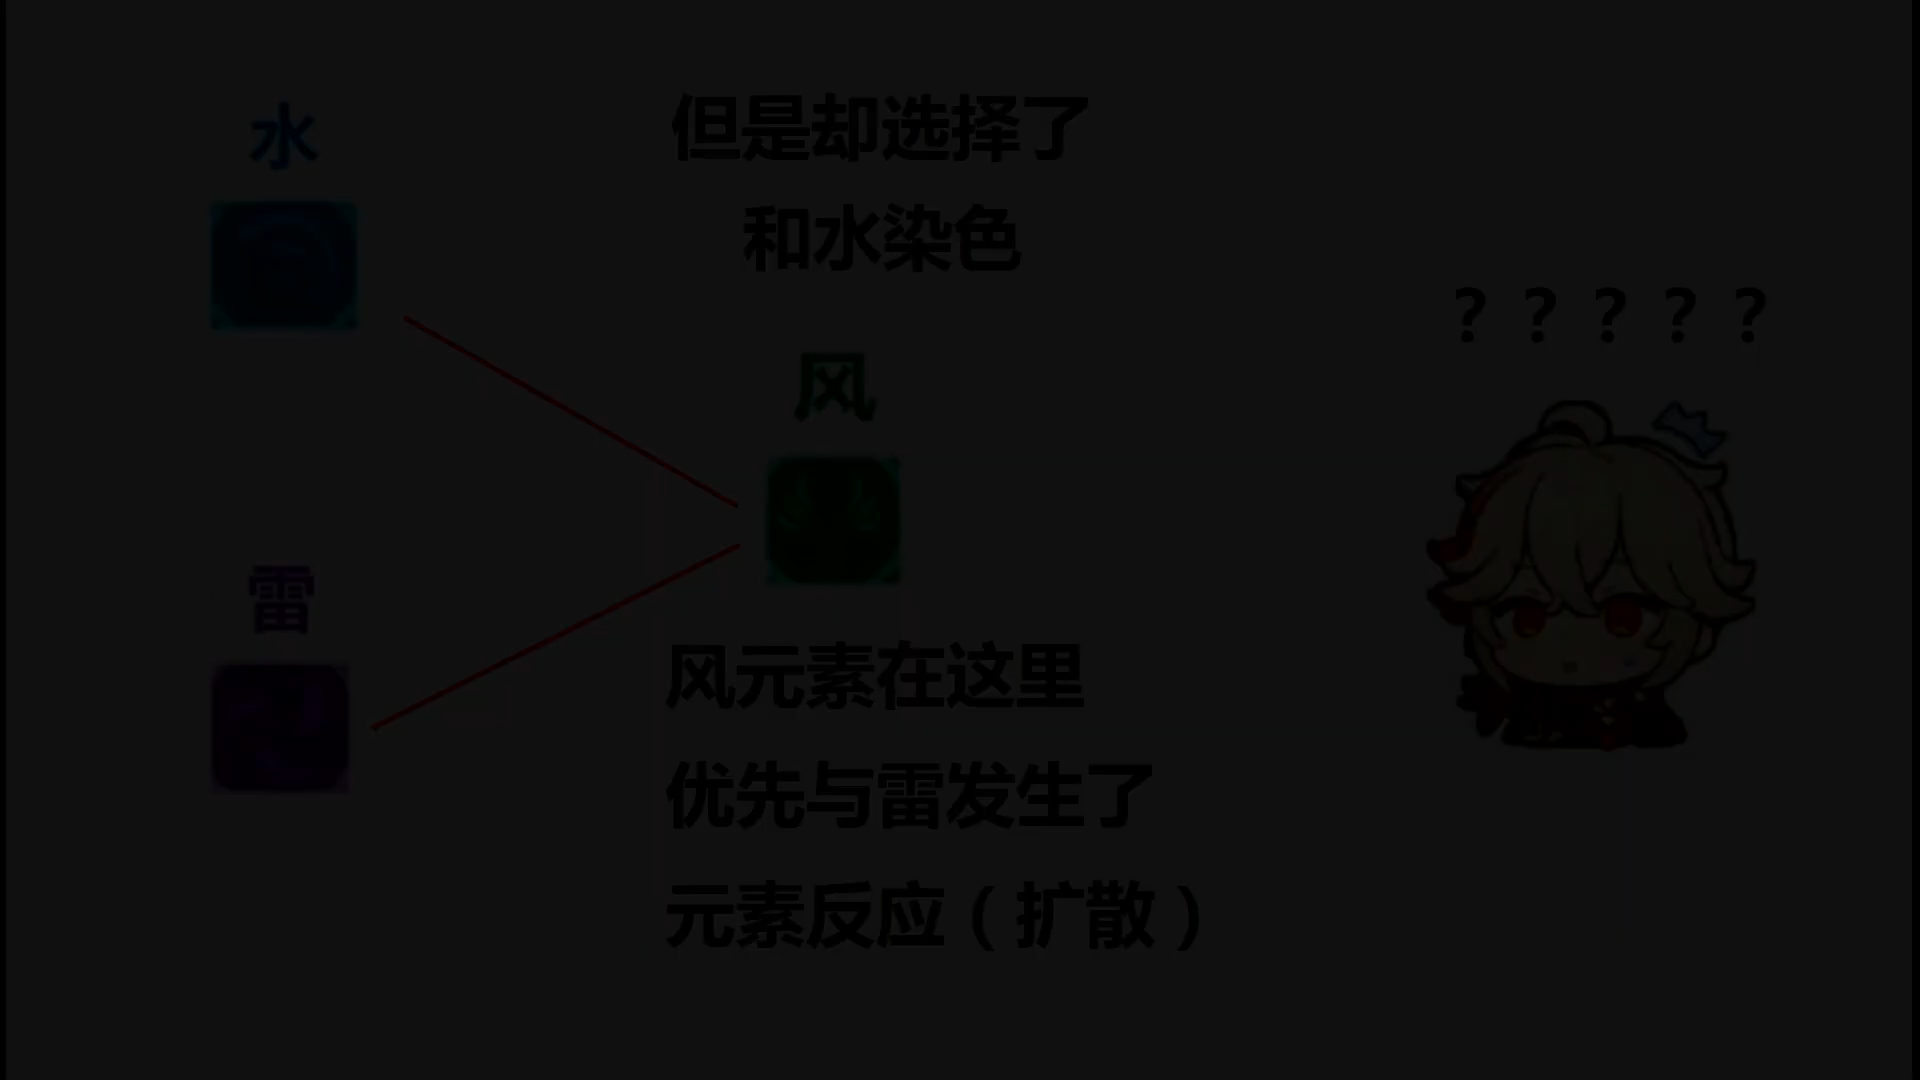 水
但是却选择了
和水染色
？？？？？
风
雷
风元素在这里
优先与雷发生了
元素反应（扩散）